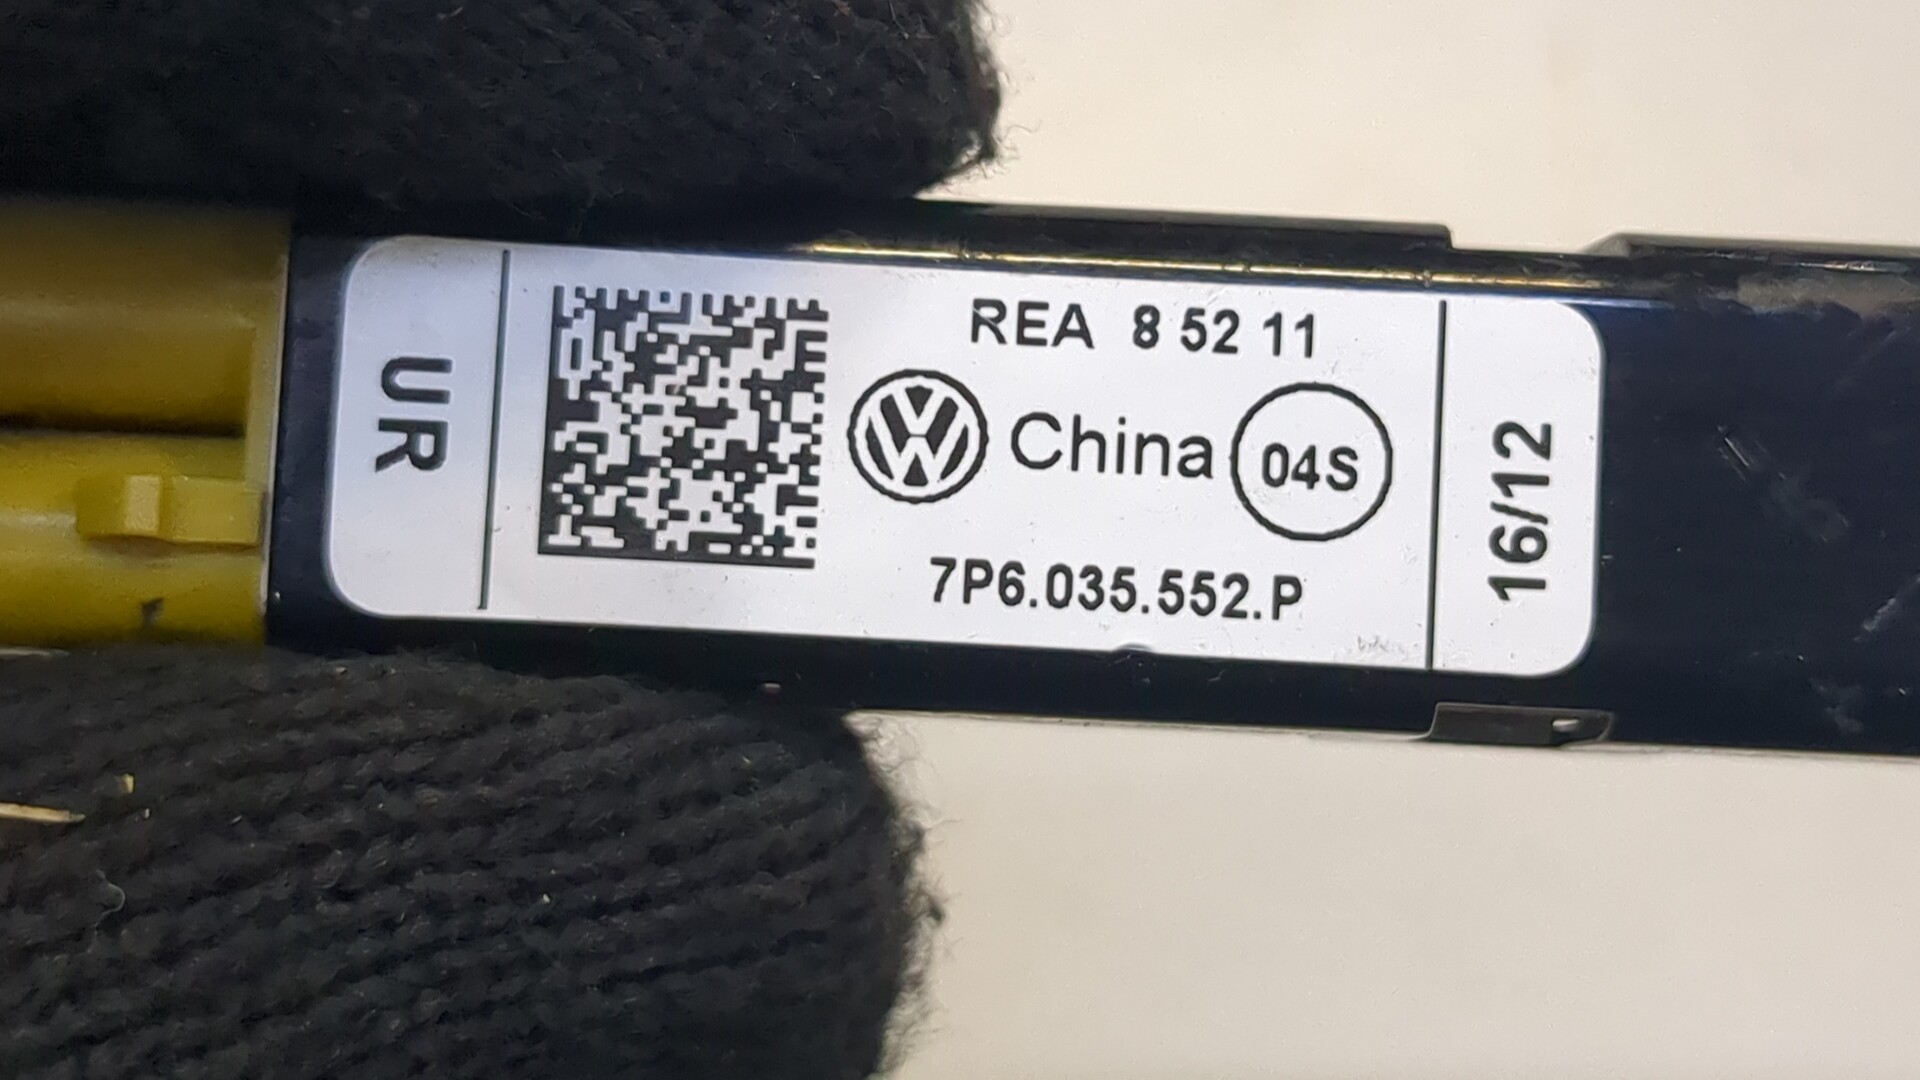 UR
REA 8 52 11
China 04S
7P6.035.552.P
16/12